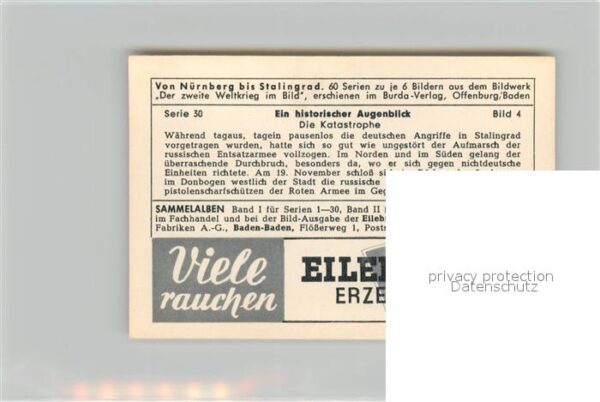 Von Nürnberg bis Stalingrad. 60 Serien zu je 6 Bildern aus dem Bildwerk
„Der zweite Weltkrieg im Bild", erschienen im Burda-Verlag, Offenburg/Baden
Serie 30 Ein historischer Augenblick Bild 4
Die Katastrophe
Während tagaus, tagein pausenlos die deutschen Angriffe in Stalingrad
vorgetragen wurden, hatte sich so gut wie ungestört der Aufmarsch der
russischen Entsatzarmee vollzogen. Im Norden und im Süden gelang der
überraschende Durchbruch, besonders da, wo er sich gegen nichtdeutsche
Einheiten richtete. Am 19. November schloß
im Donbogen westlich der Stadt die russische
pistolenscharfschützen der Roten Armee im
SAMMELALBEN Band I für Serien 1—30, Band II
im Fachhandel und bei der Bild-Ausgabe der
Fabriken A.-G., Baden-Baden, Flößerweg 1,
Viele
rauchen
privacy protection
Datenschutz